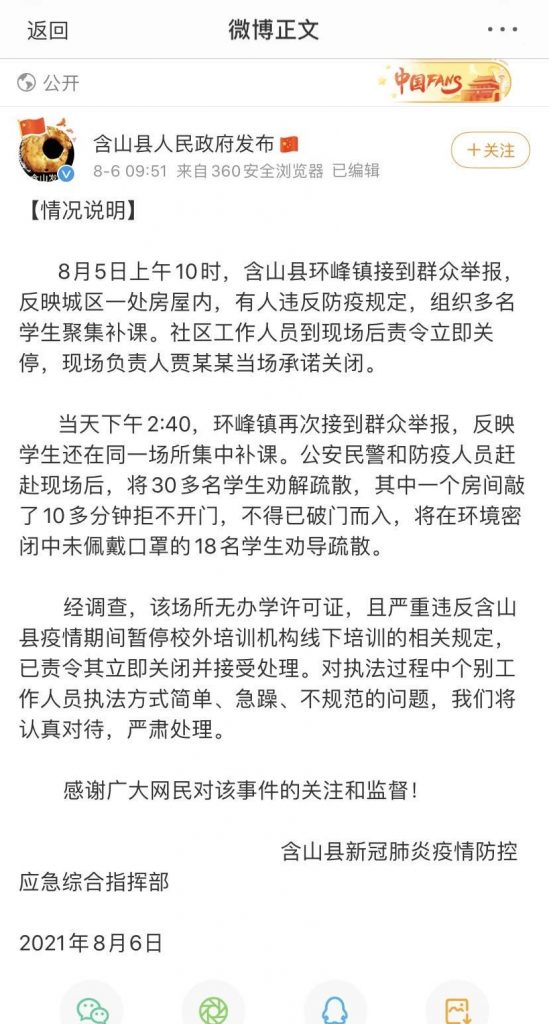 返回
微博正文
公开
中国FANS
含山县人民政府发布
8-6 09:51 来自360安全浏览器 已编辑
+关注
【情况说明】
8月5日上午10时，含山县环峰镇接到群众举报，
反映城区一处房屋内，有人违反防疫规定，组织多名
学生聚集补课。社区工作人员到现场后责令立即关
停，现场负责人贾某某当场承诺关闭。
当天下午2:40，环峰镇再次接到群众举报，反映
学生还在同一场所集中补课。公安民警和防疫人员赶
赴现场后，将30多名学生劝解疏散，其中一个房间敲
了10多分钟拒不开门，不得已破门而入，将在环境密
闭中未佩戴口罩的18名学生劝导疏散。
经调查，该场所无办学许可证，且严重违反含山
县疫情期间暂停校外培训机构线下培训的相关规定，
已责令其立即关闭并接受处理。对执法过程中个别工
作人员执法方式简单、急躁、不规范的问题，我们将
认真对待，严肃处理。
感谢广大网民对该事件的关注和监督！
含山县新冠肺炎疫情防控
应急综合指挥部
2021年8月6日